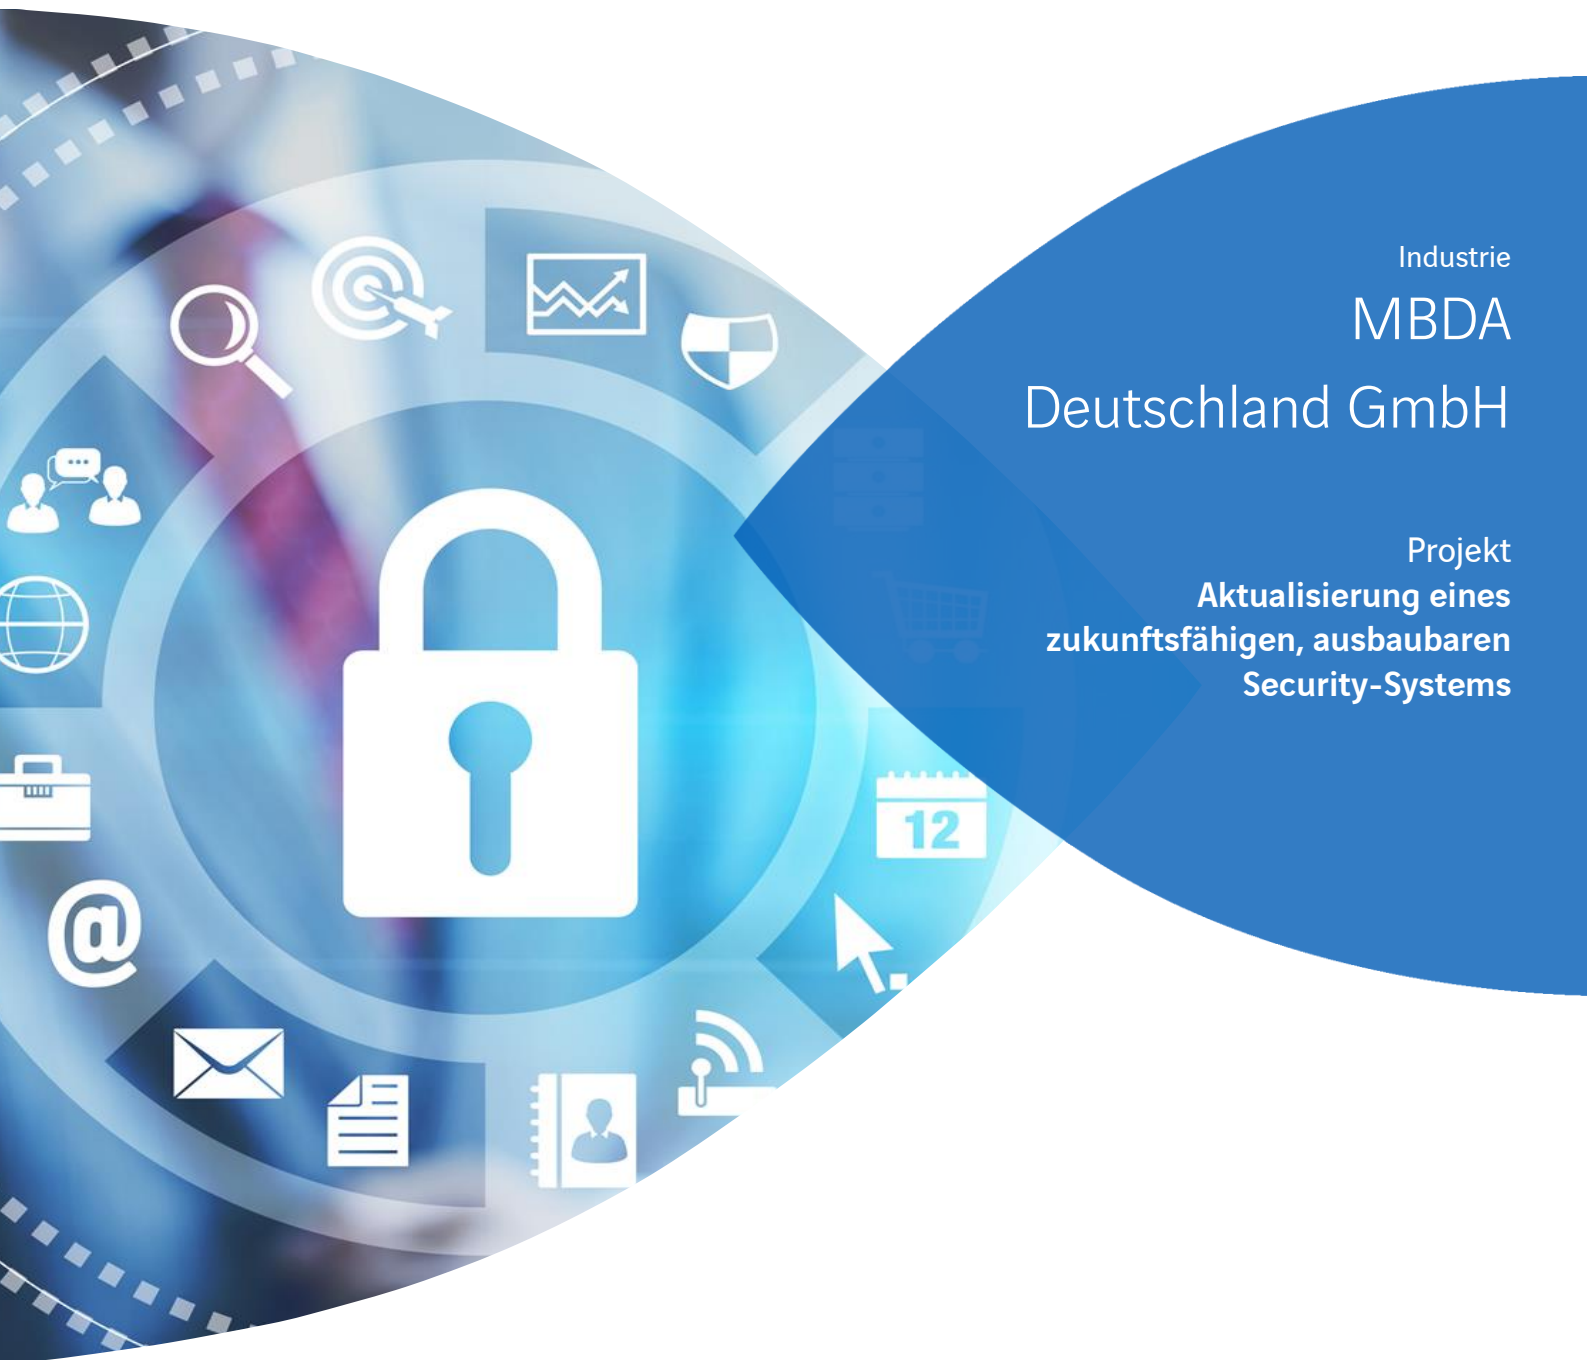 Industrie
MBDA
Deutschland GmbH
Projekt
Aktualisierung eines
zukunftsfähigen, ausbaubaren
Security-Systems
12
@